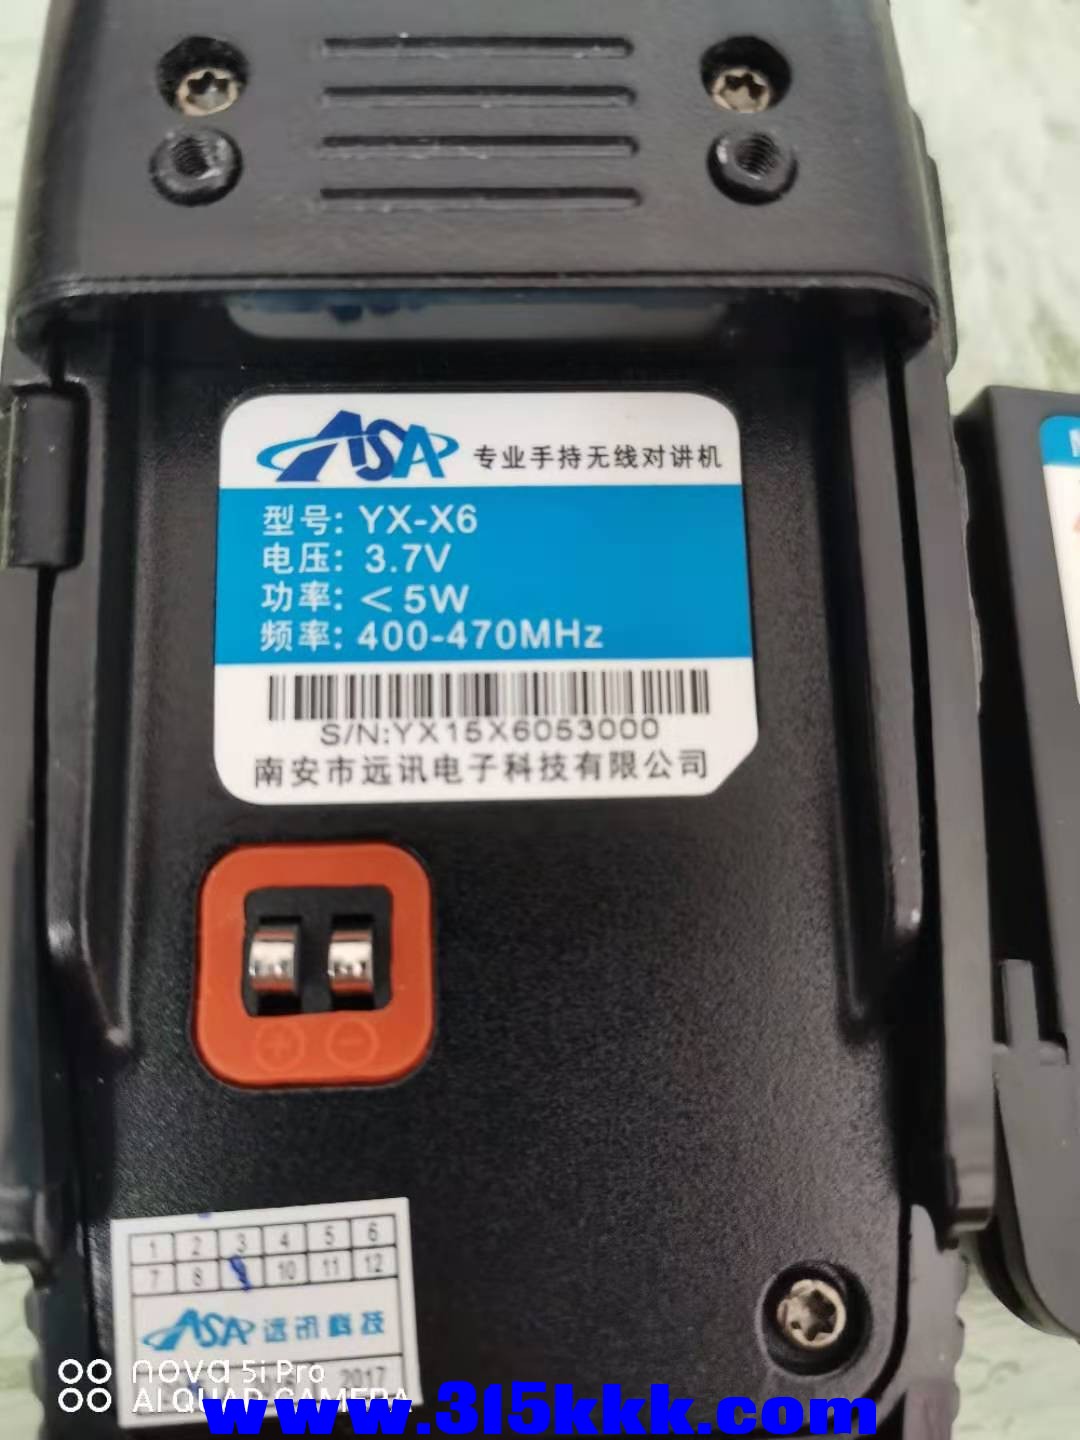 ASA 专业手持无线对讲机
型号: YX-X6
电压: 3.7V
功率: <5W
频率: 400-470MHz
S/N:YX15X6053000
南安市远讯电子科技有限公司
+ −
1 2 3 4 5 6
7 8 10 11 12
ASA 远讯科技
2017
nova 5i Pro
AI QUAD CAMERA
www.315kkk.com